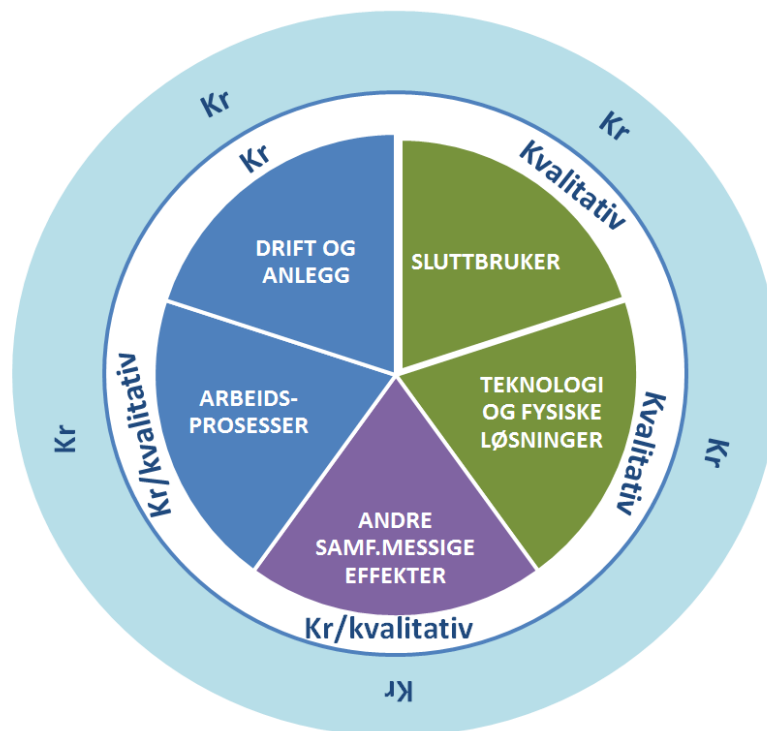 Kr
Kr
Kr
Kvalitativ
DRIFT OG
ANLEGG
SLUTTBRUKER
ARBEIDS-
PROSESSER
TEKNOLOGI
OG FYSISKE
LØSNINGER
Kr/kvalitativ
Kvalitativ
Kr
Kr
ANDRE
SAMF.MESSIGE
EFFEKTER
Kr/kvalitativ
Kr